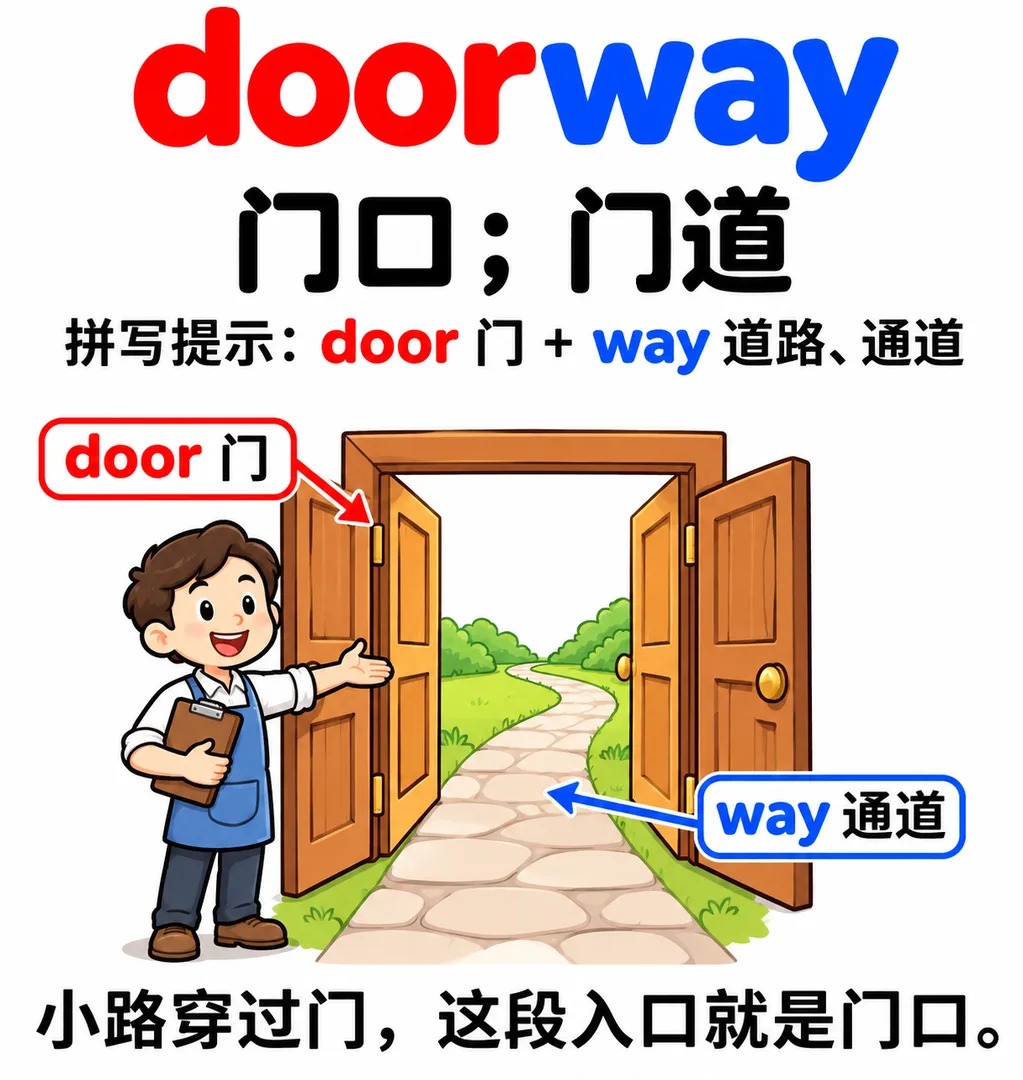 doorway
门口；门道
拼写提示：door 门 + way 道路、通道
door 门
way 通道
小路穿过门，这段入口就是门口。